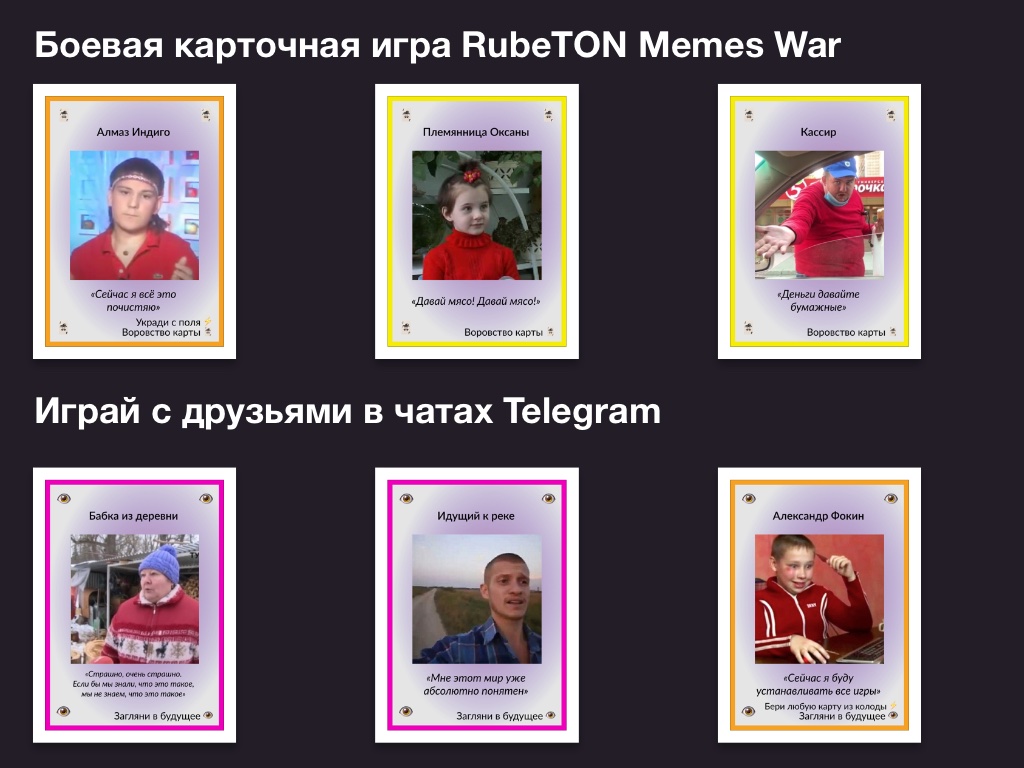 Боевая карточная игра RubeTON Memes War
Алмаз Индиго
«Сейчас я всё это
почистяю»
Укради с поля
Воровство карты
Племянница Оксаны
«Давай мясо! Давай мясо!»
Воровство карты
Кассир
«Деньги давайте
бумажные»
Воровство карты
Играй с друзьями в чатах Telegram
Бабка из деревни
«Страшно, очень страшно.
Если бы мы знали, что это такое,
мы не знаем, что это такое»
Загляни в будущее
Идущий к реке
«Мне этот мир уже
абсолютно понятен»
Загляни в будущее
Александр Фокин
«Сейчас я буду
устанавливать все игры»
Бери любую карту из колоды
Загляни в будущее